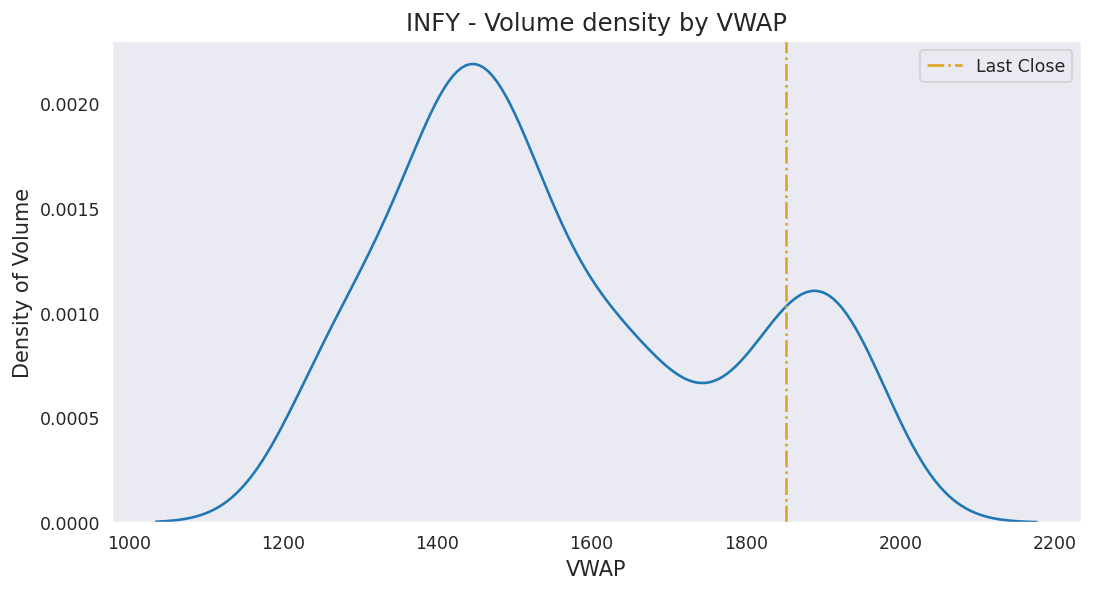 INFY - Volume density by VWAP
Last Close
Density of Volume
0.0020
0.0015
0.0010
0.0005
0.0000
1000 1200 1400 1600 1800 2000 2200
VWAP